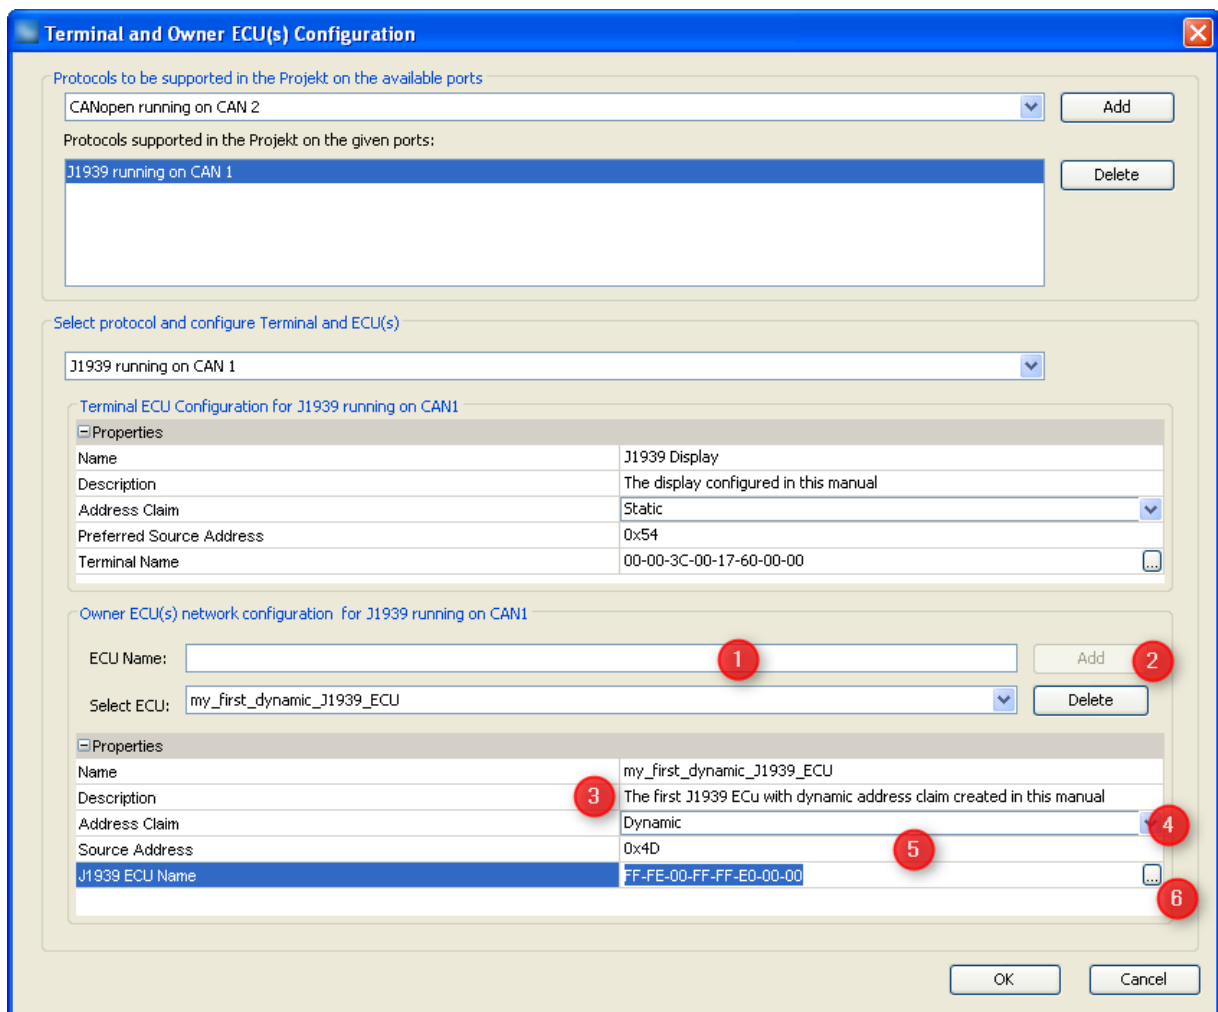 Terminal and Owner ECU(s) Configuration
Protocols to be supported in the Projekt on the available ports
CANopen running on CAN 2
Add
Protocols supported in the Projekt on the given ports:
J1939 running on CAN 1
Delete
Select protocol and configure Terminal and ECU(s)
J1939 running on CAN 1
Terminal ECU Configuration for J1939 running on CAN1
Properties
Name J1939 Display
Description The display configured in this manual
Address Claim Static
Preferred Source Address 0x54
Terminal Name 00-00-3C-00-17-60-00-00 ...
Owner ECU(s) network configuration for J1939 running on CAN1
ECU Name: 1 Add 2
Select ECU: my_first_dynamic_J1939_ECU Delete
Properties
Name my_first_dynamic_J1939_ECU
Description 3 The first J1939 ECu with dynamic address claim created in this manual
Address Claim Dynamic 4
Source Address 0x4D 5
J1939 ECU Name FF-FE-00-FF-FF-E0-00-00 ...
6
OK Cancel